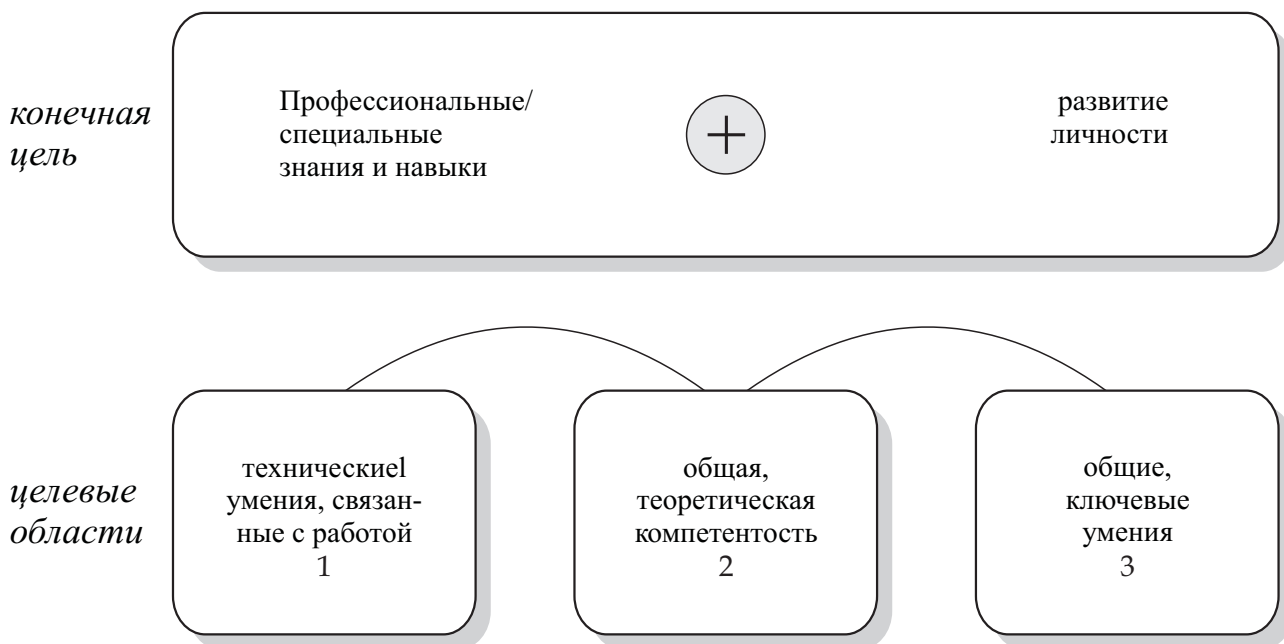 конечная
цель
Профессиональные/
специальные
знания и навыки
+
развитие
личности
целевые
области
техническиеl
умения, связан-
ные с работой
1
общая,
теоретическая
компетентость
2
общие,
ключевые
умения
3